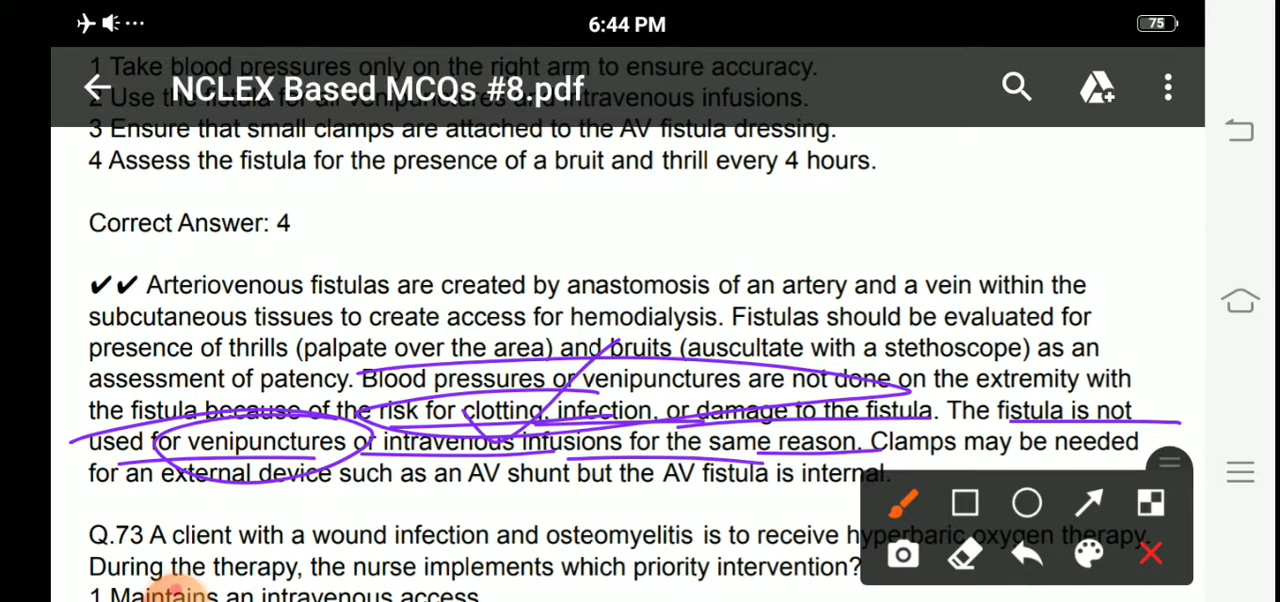 6:44 PM
75
1 Take blood pressures only on the right arm to ensure accuracy.
NCLEX Based MCQs #8.pdf
2 Use the fistula for all venipunctures and intravenous infusions.
3 Ensure that small clamps are attached to the AV fistula dressing.
4 Assess the fistula for the presence of a bruit and thrill every 4 hours.
Correct Answer: 4
✔✔ Arteriovenous fistulas are created by anastomosis of an artery and a vein within the
subcutaneous tissues to create access for hemodialysis. Fistulas should be evaluated for
presence of thrills (palpate over the area) and bruits (auscultate with a stethoscope) as an
assessment of patency. Blood pressures or venipunctures are not done on the extremity with
the fistula because of the risk for clotting, infection, or damage to the fistula. The fistula is not
used for venipunctures or intravenous infusions for the same reason. Clamps may be needed
for an external device such as an AV shunt but the AV fistula is internal.
Q.73 A client with a wound infection and osteomyelitis is to receive hyperbaric oxygen therapy.
During the therapy, the nurse implements which priority intervention?
1 Maintains an intravenous access.